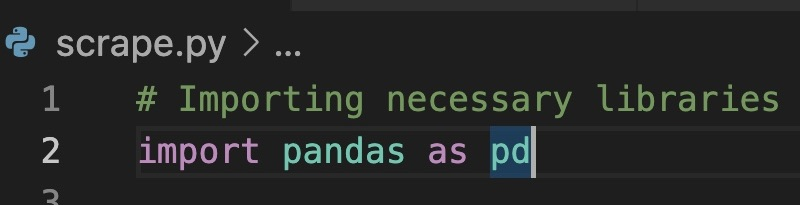 scrape.py > ...
1 # Importing necessary libraries
2 import pandas as pd
3